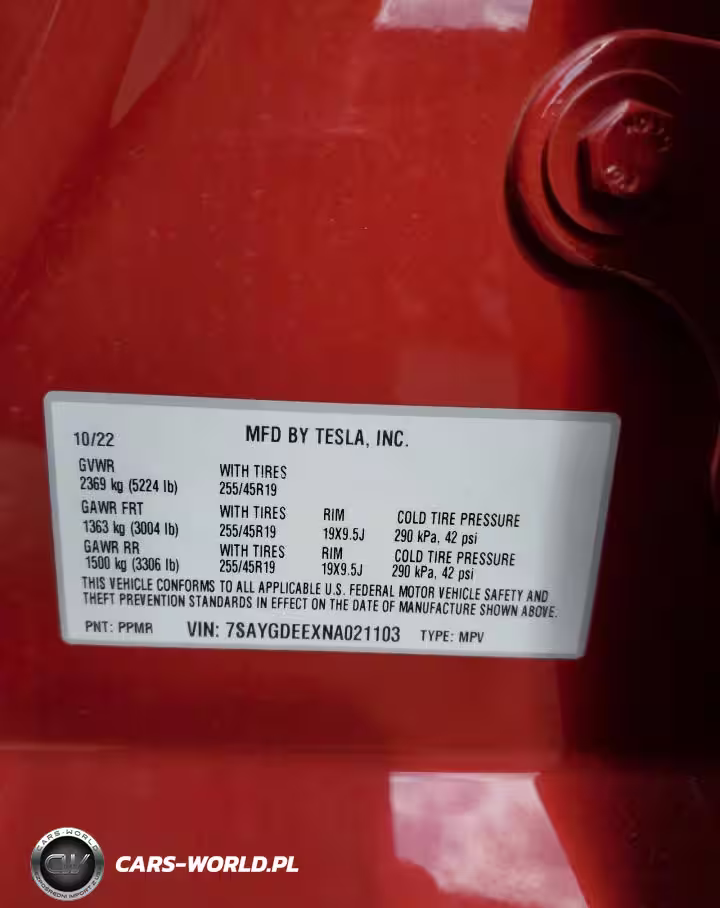 10/22 MFD BY TESLA, INC.
GVWR WITH TIRES
2369 kg (5224 lb) 255/45R19
GAWR FRT WITH TIRES RIM COLD TIRE PRESSURE
1363 kg (3004 lb) 255/45R19 19X9.5J 290 kPa, 42 psi
GAWR RR WITH TIRES RIM COLD TIRE PRESSURE
1500 kg (3306 lb) 255/45R19 19X9.5J 290 kPa, 42 psi
THIS VEHICLE CONFORMS TO ALL APPLICABLE U.S. FEDERAL MOTOR VEHICLE SAFETY AND
THEFT PREVENTION STANDARDS IN EFFECT ON THE DATE OF MANUFACTURE SHOWN ABOVE.
PNT: PPMR VIN: 7SAYGDEEXNA021103 TYPE: MPV
CARS-WORLD
CW
CARS-WORLD.PL